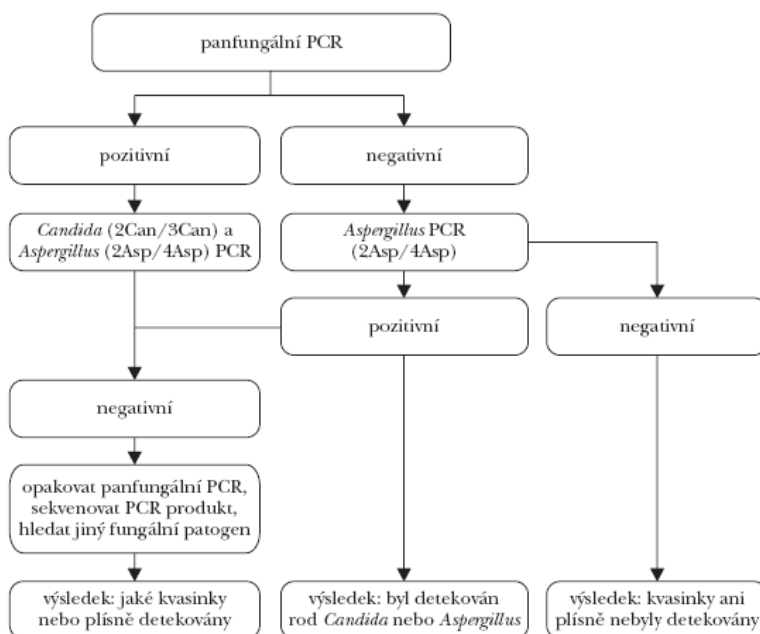 panfungální PCR
pozitivní
negativní
Candida (2Can/3Can) a
Aspergillus (2Asp/4Asp) PCR
Aspergillus PCR
(2Asp/4Asp)
pozitivní
negativní
negativní
opakovat panfungální PCR,
sekvenovat PCR produkt,
hledat jiný fungální patogen
výsledek: jaké kvasinky
nebo plísně detekovány
výsledek: byl detekován
rod Candida nebo Aspergillus
výsledek: kvasinky ani
plísně nebyly detekovány